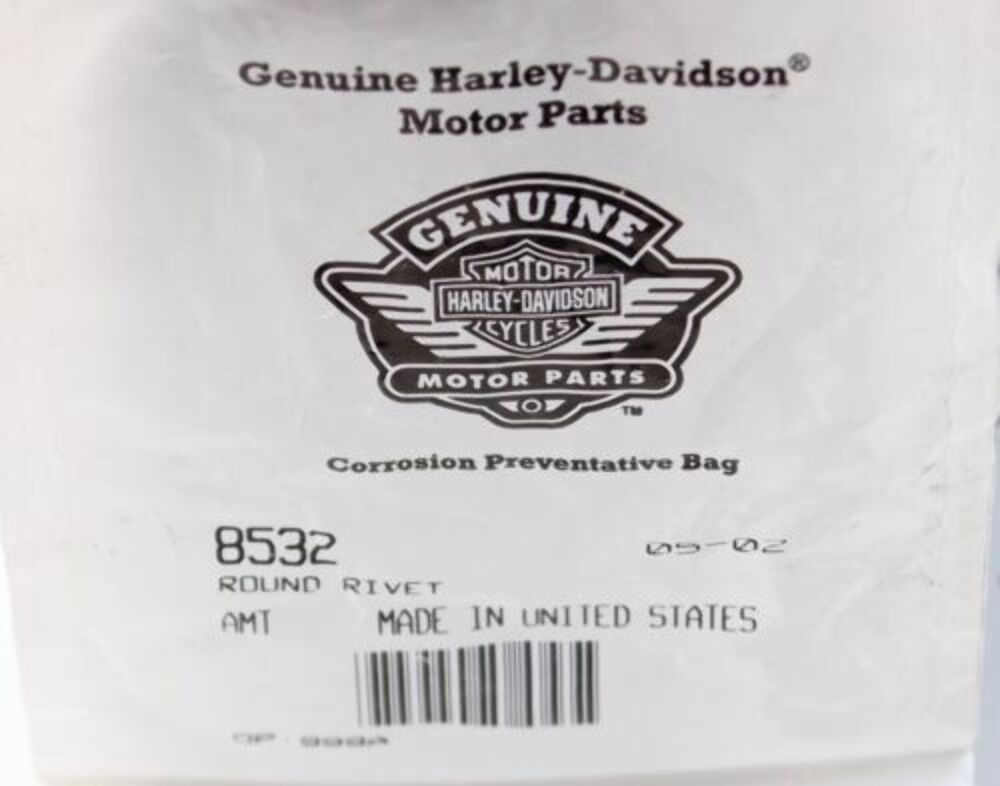 Genuine Harley-Davidson®
Motor Parts
GENUINE
MOTOR
HARLEY-DAVIDSON
CYCLES
MOTOR PARTS
TM
Corrosion Preventative Bag
8532
05-02
ROUND RIVET
AMT MADE IN UNITED STATES
OP